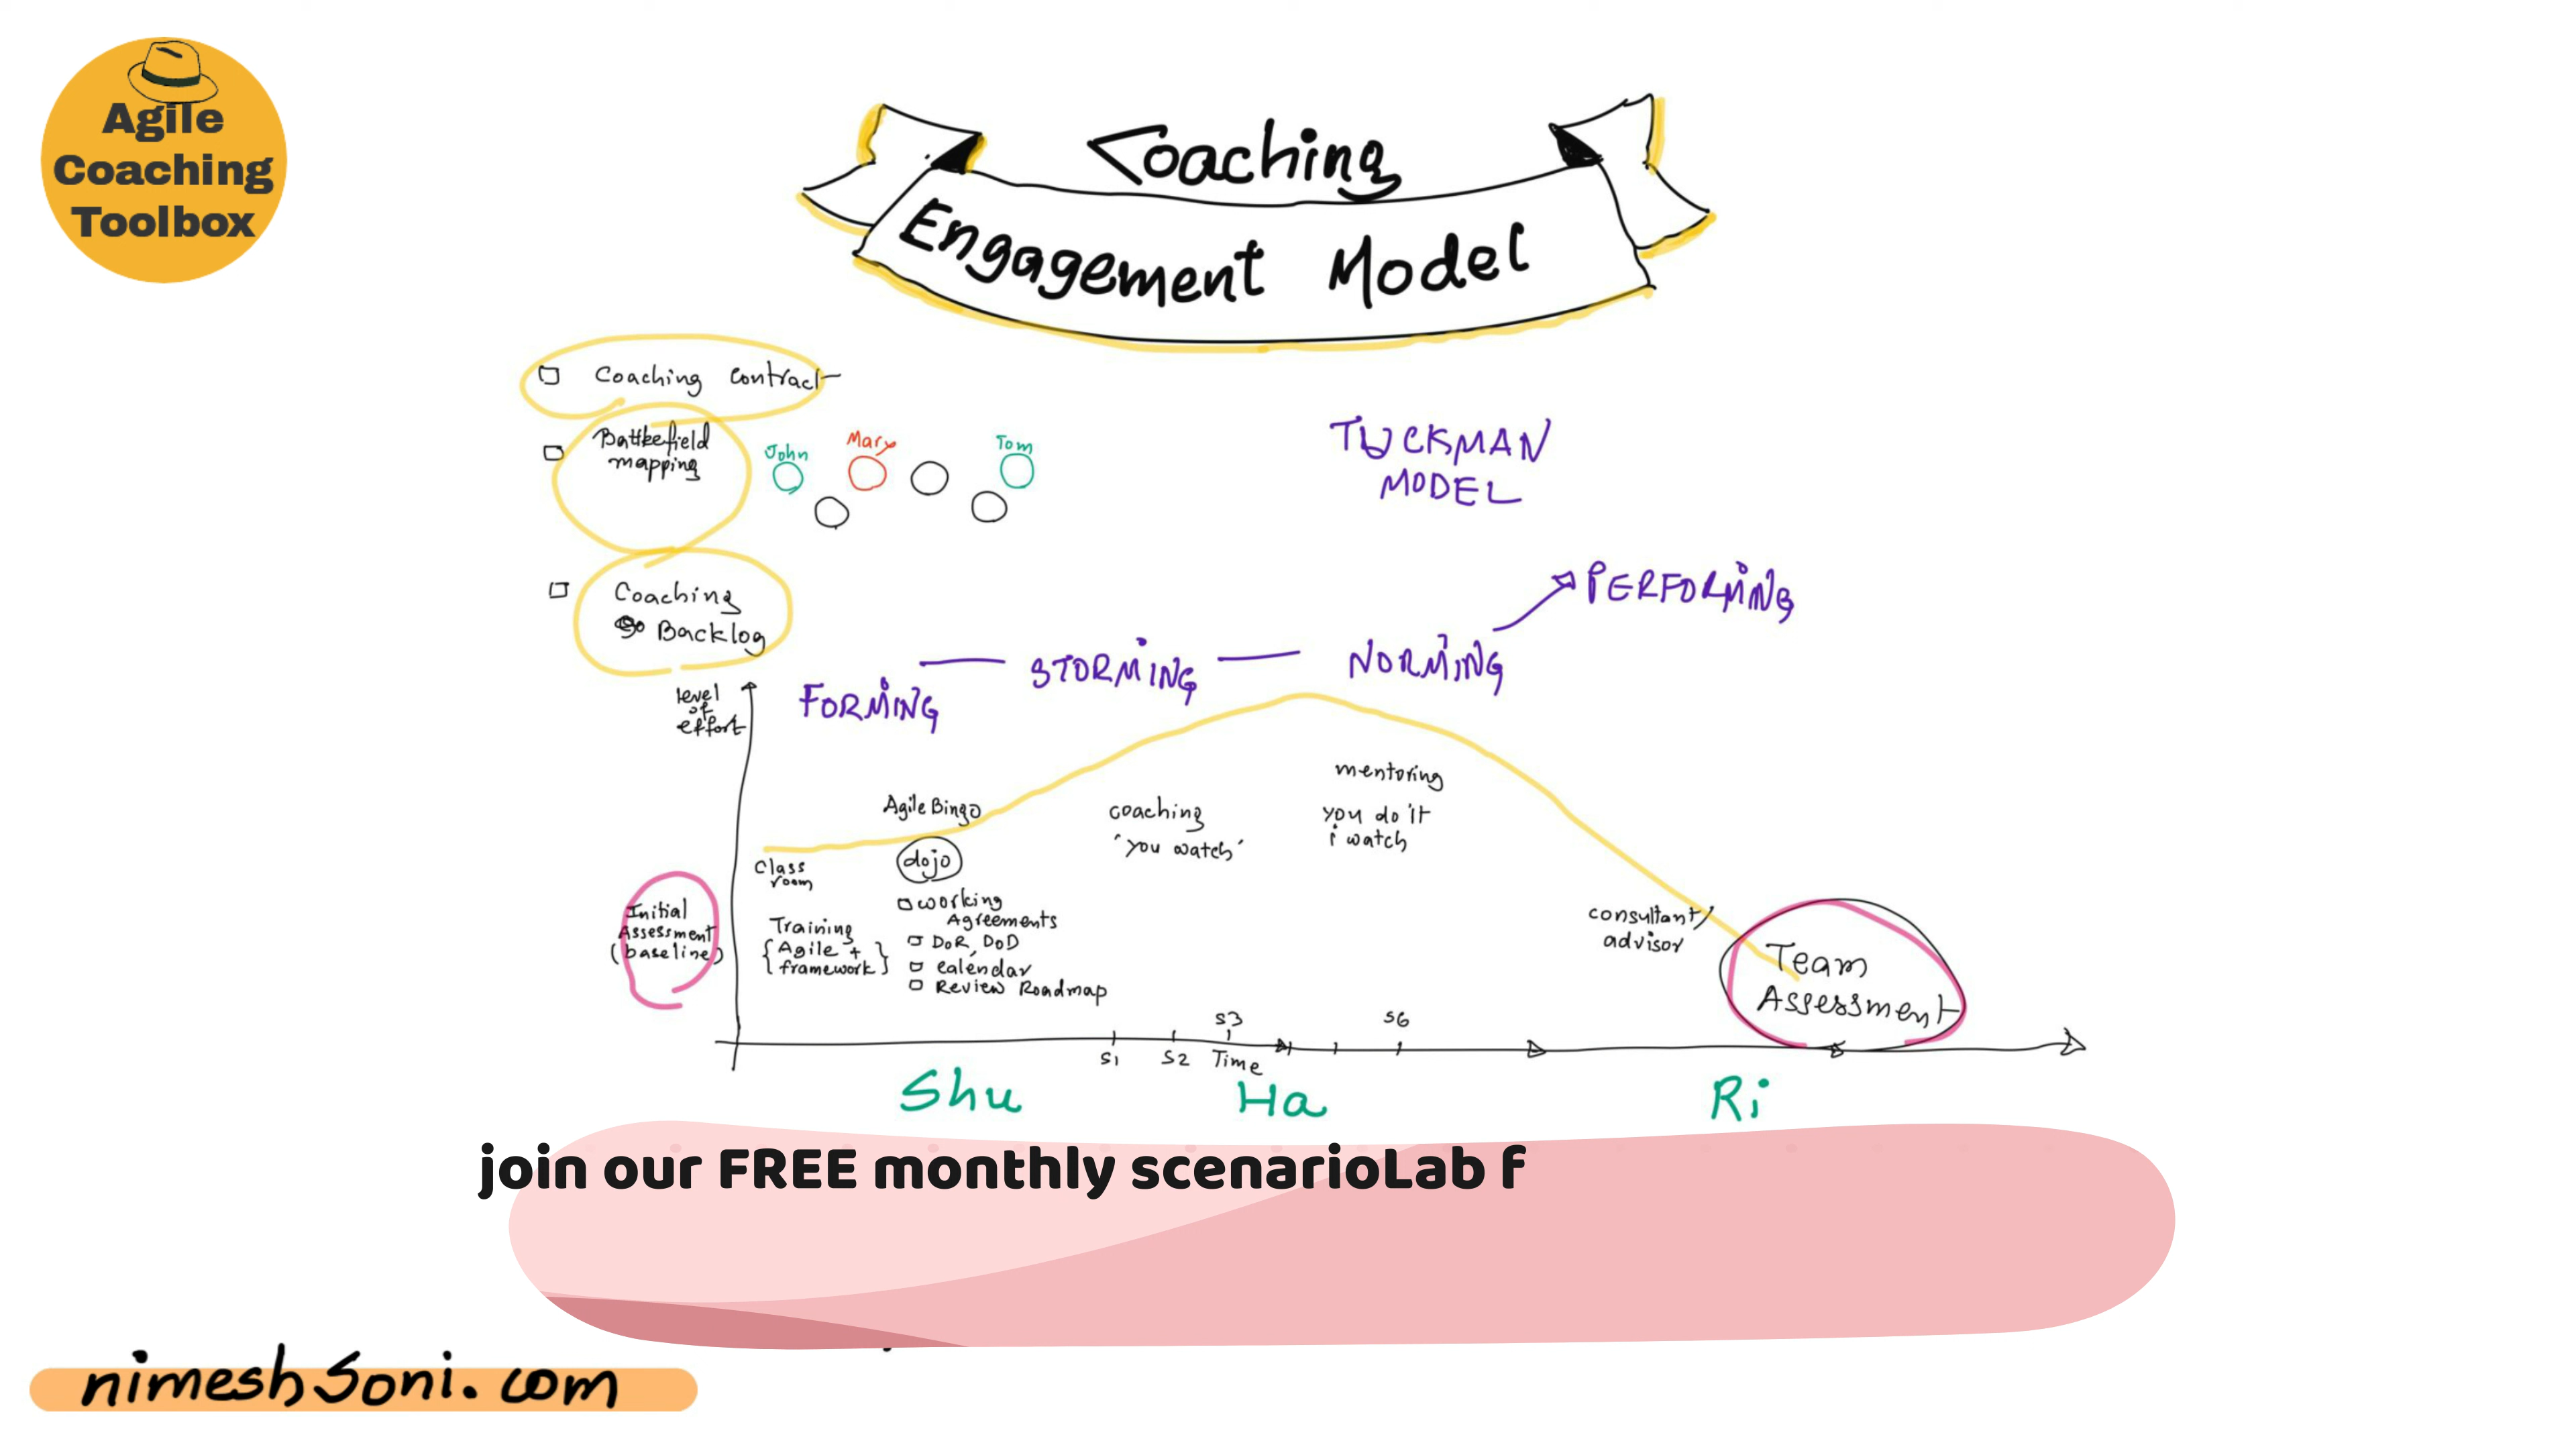 Agile
Coaching
Toolbox
Coaching
Engagement Model
Coaching contract
Battlefield
mapping
John
Mary
Tom
TUCKMAN
MODEL
Coaching
Backlog
PERFORMING
FORMING
STORMING
NORMING
level
of
effort
Agile Bingo
dojo
Class
room
coaching
'you watch'
mentoring
you do it
i watch
Initial
Assessment
(baseline)
Training
{Agile +
framework}
working
Agreements
DoR, DoD
calendar
Review Roadmap
consultant/
advisor
Team
Assessment
S1
S2
S3
Time
S6
Shu
Ha
Ri
join our FREE monthly scenarioLab f
nimeshSoni.com